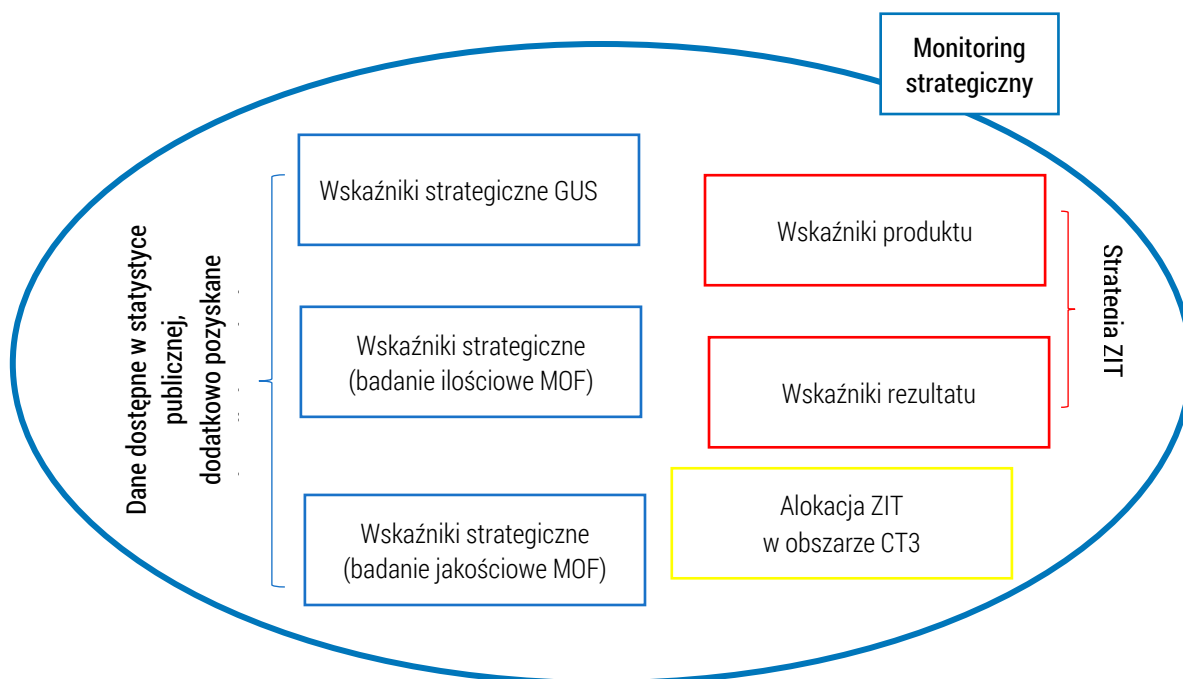 Monitoring
strategiczny
Dane dostępne w statystyce
publicznej,
dodatkowo pozyskane
Wskaźniki strategiczne GUS
Wskaźniki strategiczne
(badanie ilościowe MOF)
Wskaźniki strategiczne
(badanie jakościowe MOF)
Wskaźniki produktu
Wskaźniki rezultatu
Strategia ZIT
Alokacja ZIT
w obszarze CT3